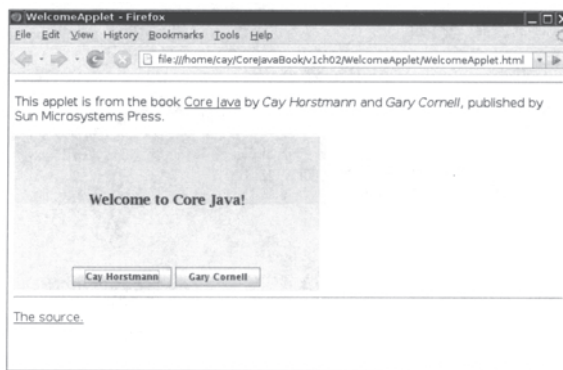 WelcomeApplet - Firefox
File Edit View History Bookmarks Tools Help
file:///home/cay/CoreJavaBook/v1ch02/WelcomeApplet/WelcomeApplet.html
This applet is from the book Core Java by Cay Horstmann and Gary Cornell, published by
Sun Microsystems Press.
Welcome to Core Java!
Cay Horstmann Gary Cornell
The source.